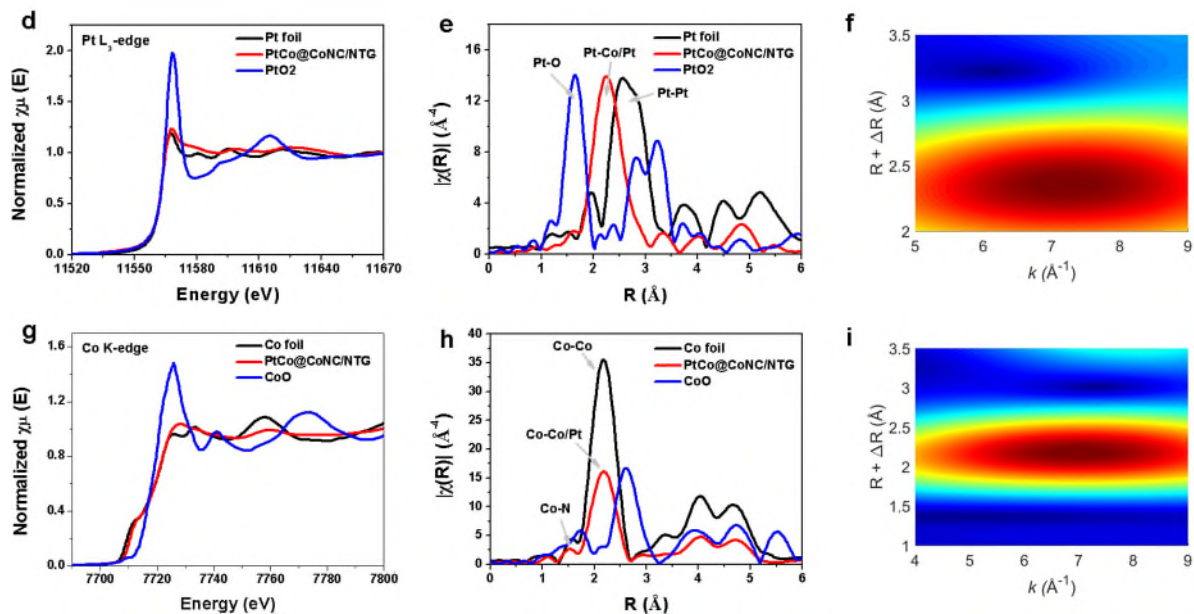 d
Pt L3-edge
Pt foil
PtCo@CoNC/NTG
PtO2
Normalized χμ (E)
2.0
1.5
1.0
0.5
0.0
11520 11550 11580 11610 11640 11670
Energy (eV)
e
Pt foil
PtCo@CoNC/NTG
PtO2
Pt-Co/Pt
Pt-O
Pt-Pt
|χ(R)| (Å-4)
16
12
8
4
0
0 1 2 3 4 5 6
R (Å)
f
R + ΔR (Å)
3.5
3
2.5
2
5 6 7 8 9
k (Å-1)
g
Co K-edge
Co foil
PtCo@CoNC/NTG
CoO
Normalized χμ (E)
1.6
1.2
0.8
0.4
0.0
7700 7720 7740 7760 7780 7800
Energy (eV)
h
Co foil
PtCo@CoNC/NTG
CoO
Co-Co
Co-Co/Pt
Co-N
|χ(R)| (Å-4)
40
35
30
25
20
15
10
5
0
0 1 2 3 4 5 6
R (Å)
i
R + ΔR (Å)
3.5
3
2.5
2
1.5
1
4 5 6 7 8 9
k (Å-1)